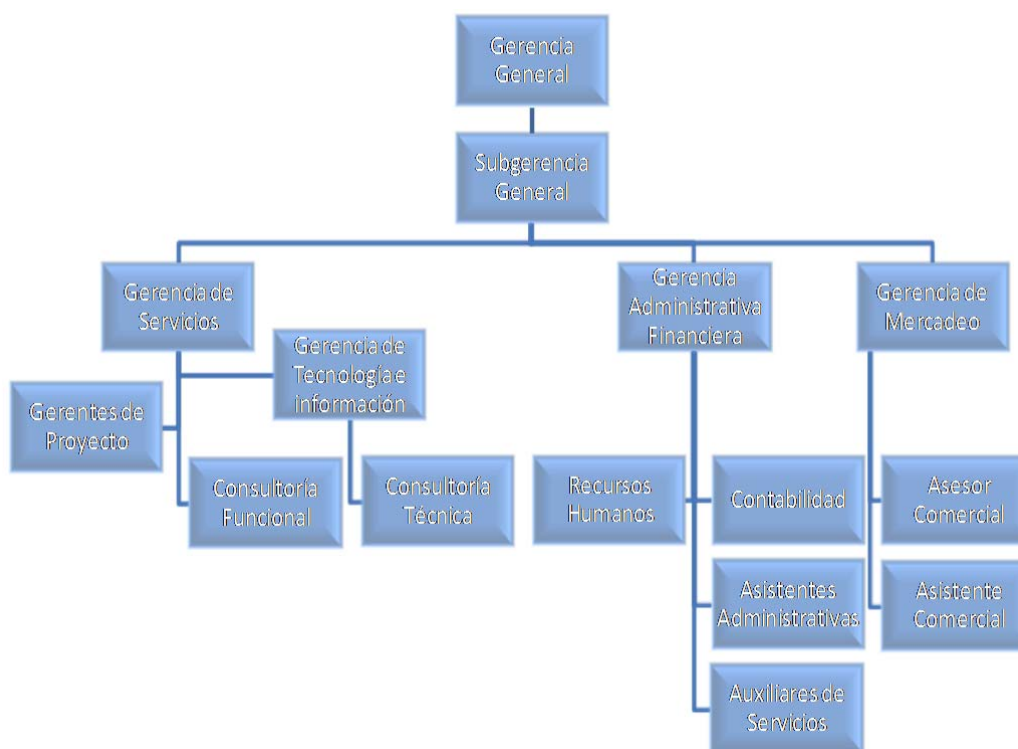 Gerencia
General
Subgerencia
General
Gerencia de
Servicios
Gerencia
Administrativa
Financiera
Gerencia de
Mercadeo
Gerencia de
Tecnología e
información
Gerentes de
Proyecto
Consultoría
Funcional
Consultoría
Técnica
Recursos
Humanos
Contabilidad
Asesor
Comercial
Asistentes
Administrativas
Asistente
Comercial
Auxiliares de
Servicios